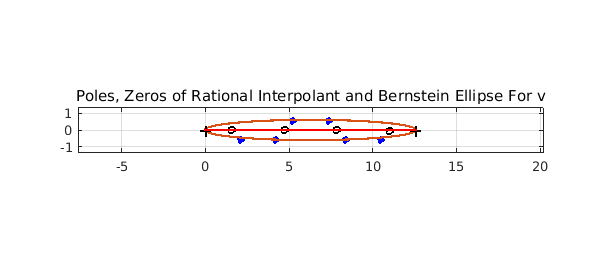 Poles, Zeros of Rational Interpolant and Bernstein Ellipse For v
1
0
-1
-5 0 5 10 15 20